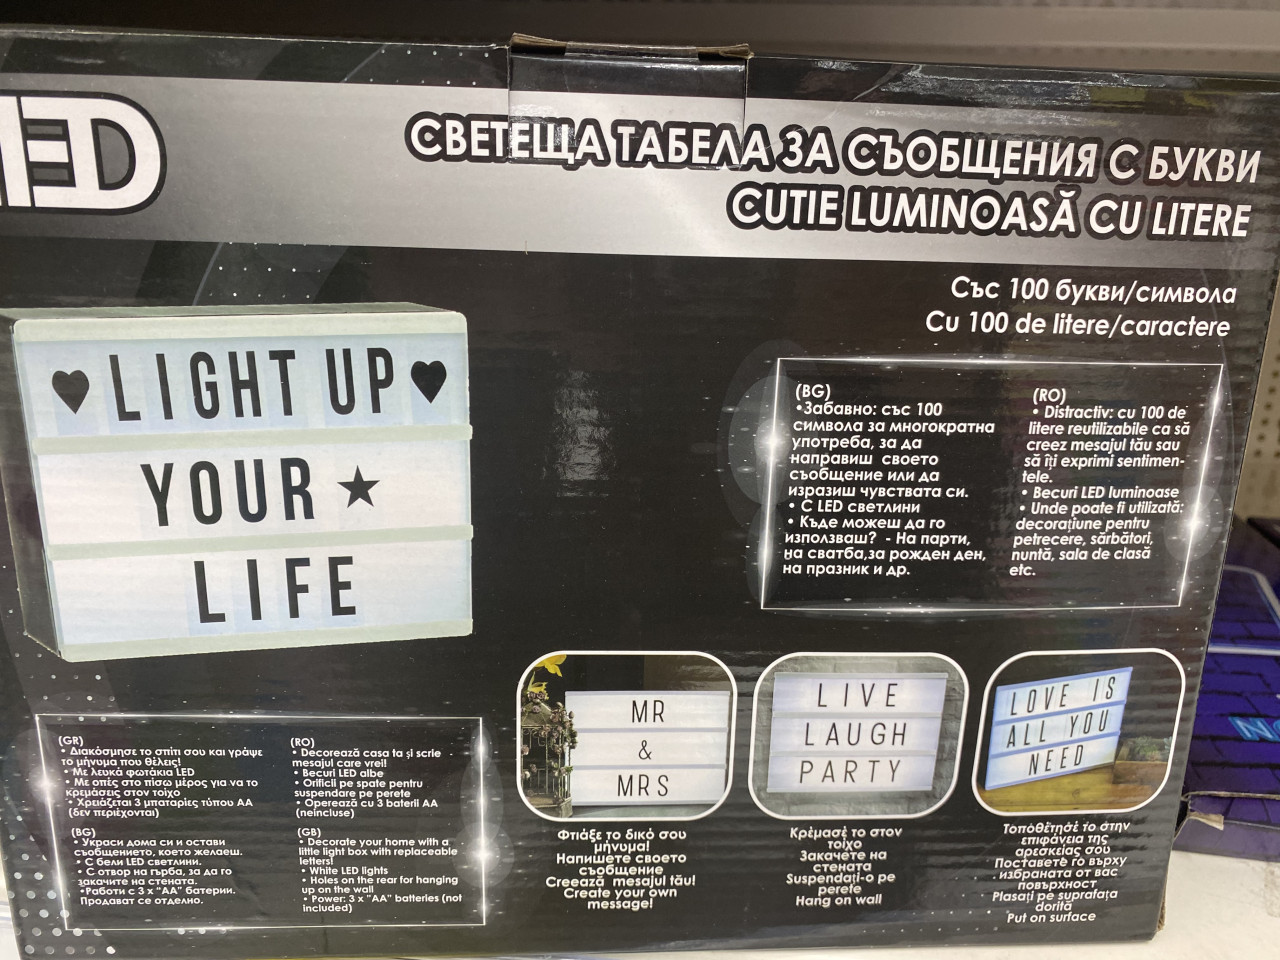 ED
СВЕТЕЩА ТАБЕЛА ЗА СЪОБЩЕНИЯ С БУКВИ
CUTIE LUMINOASĂ CU LITERE
Със 100 букви/символа
Cu 100 de litere/caractere
LIGHT UP
YOUR ★
LIFE
(BG)
•Забавно: със 100
символа за многократна
употреба, за да
направиш своето
съобщение или да
изразиш чувствата си.
• С LED светлини
• Къде можеш да го
използваш? - На парти,
на сватба,за рожден ден,
на празник и др.
(RO)
• Distractiv: cu 100 de
litere reutilizabile ca să
creez mesajul tău sau
să îți exprimi sentimen-
tele.
• Becuri LED luminoase
• Unde poate fi utilizată:
decorațiune pentru
petrecere, sărbători,
nuntă, sala de clasă
etc.
MR
&
MRS
LIVE
LAUGH
PARTY
LOVE IS
ALL YOU
NEED
(GR)
• Διακόσμησε το σπίτι σου και γράψε
το μήνυμα που θέλεις!
• Με λευκά φωτάκια LED
• Με οπές στο πίσω μέρος για να το
κρεμάσεις στον τοίχο
• Χρειάζεται 3 μπαταρίες τύπου AA
(δεν περιέχονται)
(RO)
• Decorează casa ta și scrie
mesajul care vrei!
• Becuri LED albe
• Orificii pe spate pentru
suspendare pe perete
• Operează cu 3 baterii AA
(neincluse)
(BG)
• Украси дома си и остави
съобщението, което желаеш.
• С бели LED светлини.
• С отвор на гърба, за да го
закачите на стената.
•Работи с 3 x "AA" батерии.
Продават се отделно.
(GB)
• Decorate your home with a
little light box with replaceable
letters!
• White LED lights
• Holes on the rear for hanging
up on the wall
• Power: 3 x "AA" batteries (not
included)
Φτιάξε το δικό σου
μήνυμα!
Напишете своето
съобщение
Creează mesajul tău!
Create your own
message!
Κρέμασέ το στον
τοίχο
Закачете на
стената
Suspendați-o pe
perete
Hang on wall
Τοποθέτησέ το στην
επιφάνεια της
αρεσκείας σου
Поставете го върху
избраната от вас
повърхност
Plasați pe suprafața
dorită
Put on surface